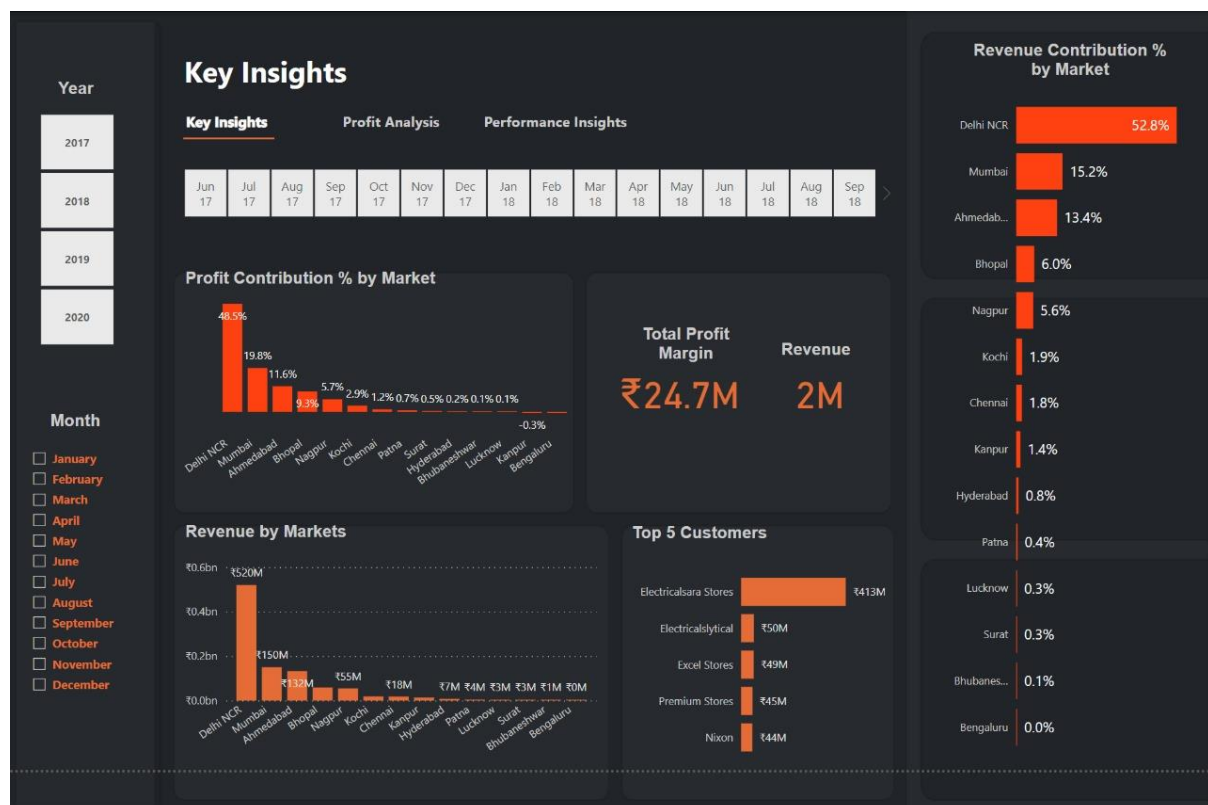 Year
2017
2018
2019
2020
Month
January
February
March
April
May
June
July
August
September
October
November
December
Key Insights
Key Insights Profit Analysis Performance Insights
Jun Jul Aug Sep Oct Nov Dec Jan Feb Mar Apr May Jun Jul Aug Sep
17 17 17 17 17 17 17 18 18 18 18 18 18 18 18 18
Profit Contribution % by Market
48.5%
19.8%
11.6%
9.3%
5.7%
2.9%
1.2%
0.7%
0.5%
0.2%
0.1%
0.1%
-0.3%
Delhi NCR
Mumbai
Ahmedabad
Bhopal
Nagpur
Kochi
Chennai
Patna
Surat
Hyderabad
Bhubaneshwar
Lucknow
Kanpur
Bengaluru
Total Profit
Margin
₹24.7M
Revenue
2M
Revenue by Markets
₹0.6bn
₹0.4bn
₹0.2bn
₹0.0bn
₹520M
₹150M
₹132M
₹55M
₹18M
₹7M
₹4M
₹3M
₹3M
₹1M
₹0M
Delhi NCR
Mumbai
Ahmedabad
Bhopal
Nagpur
Kochi
Chennai
Kanpur
Hyderabad
Patna
Lucknow
Surat
Bhubaneshwar
Bengaluru
Top 5 Customers
Electricalsara Stores ₹413M
Electricalslytical ₹50M
Excel Stores ₹49M
Premium Stores ₹45M
Nixon ₹44M
Revenue Contribution %
by Market
Delhi NCR 52.8%
Mumbai 15.2%
Ahmedab... 13.4%
Bhopal 6.0%
Nagpur 5.6%
Kochi 1.9%
Chennai 1.8%
Kanpur 1.4%
Hyderabad 0.8%
Patna 0.4%
Lucknow 0.3%
Surat 0.3%
Bhubanes... 0.1%
Bengaluru 0.0%